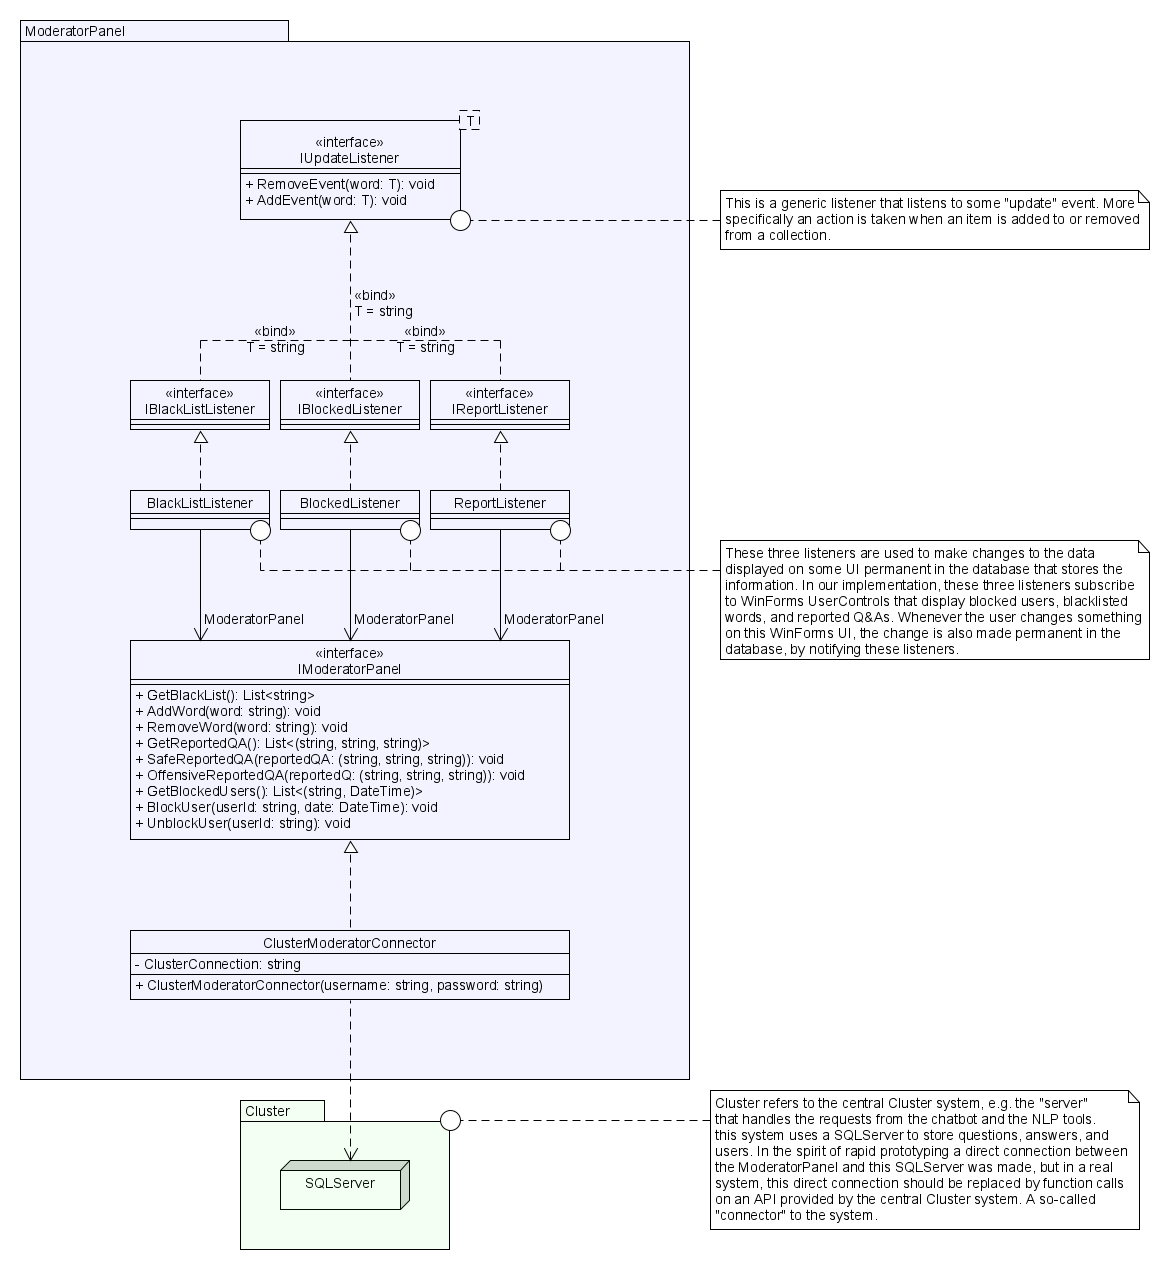 ModeratorPanel
T
«interface»
IUpdateListener
+ RemoveEvent(word: T): void
+ AddEvent(word: T): void
This is a generic listener that listens to some "update" event. More
specifically an action is taken when an item is added to or removed
from a collection.
«bind»
T = string
«bind»
T = string
«bind»
T = string
«interface»
IBlackListListener
«interface»
IBlockedListener
«interface»
IReportListener
BlackListListener
BlockedListener
ReportListener
These three listeners are used to make changes to the data
displayed on some UI permanent in the database that stores the
information. In our implementation, these three listeners subscribe
to WinForms UserControls that display blocked users, blacklisted
words, and reported Q&As. Whenever the user changes something
on this WinForms UI, the change is also made permanent in the
database, by notifying these listeners.
ModeratorPanel
ModeratorPanel
ModeratorPanel
«interface»
IModeratorPanel
+ GetBlackList(): List<string>
+ AddWord(word: string): void
+ RemoveWord(word: string): void
+ GetReportedQA(): List<(string, string, string)>
+ SafeReportedQA(reportedQA: (string, string, string)): void
+ OffensiveReportedQA(reportedQ: (string, string, string)): void
+ GetBlockedUsers(): List<(string, DateTime)>
+ BlockUser(userId: string, date: DateTime): void
+ UnblockUser(userId: string): void
ClusterModeratorConnector
- ClusterConnection: string
+ ClusterModeratorConnector(username: string, password: string)
Cluster
SQLServer
Cluster refers to the central Cluster system, e.g. the "server"
that handles the requests from the chatbot and the NLP tools.
this system uses a SQLServer to store questions, answers, and
users. In the spirit of rapid prototyping a direct connection between
the ModeratorPanel and this SQLServer was made, but in a real
system, this direct connection should be replaced by function calls
on an API provided by the central Cluster system. A so-called
"connector" to the system.